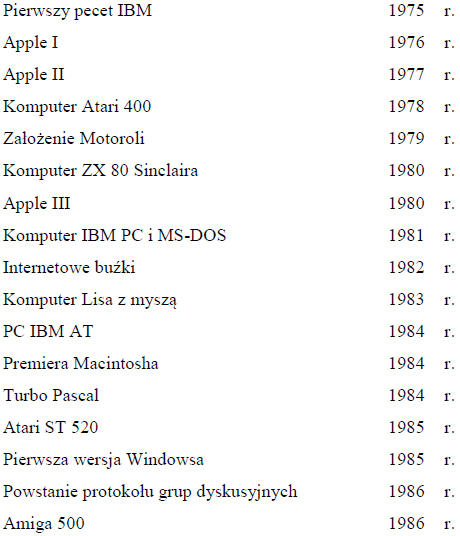 Pierwszy pecet IBM 1975 r.
Apple I 1976 r.
Apple II 1977 r.
Komputer Atari 400 1978 r.
Założenie Motoroli 1979 r.
Komputer ZX 80 Sinclaira 1980 r.
Apple III 1980 r.
Komputer IBM PC i MS-DOS 1981 r.
Internetowe buźki 1982 r.
Komputer Lisa z myszą 1983 r.
PC IBM AT 1984 r.
Premiera Macintosha 1984 r.
Turbo Pascal 1984 r.
Atari ST 520 1985 r.
Pierwsza wersja Windowsa 1985 r.
Powstanie protokołu grup dyskusyjnych 1986 r.
Amiga 500 1986 r.